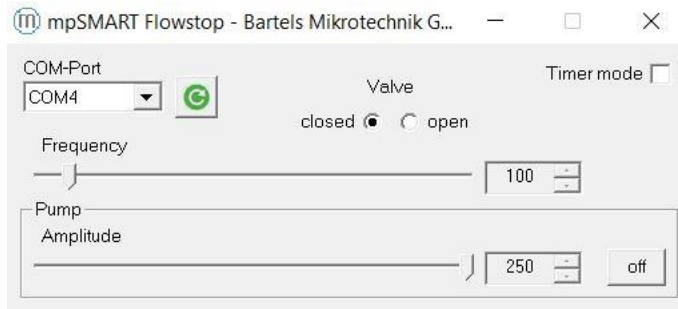 mpSMART Flowstop - Bartels Mikrotechnik G...
COM-Port
Timer mode
COM4
Valve
closed open
Frequency
100
Pump
Amplitude
250
off